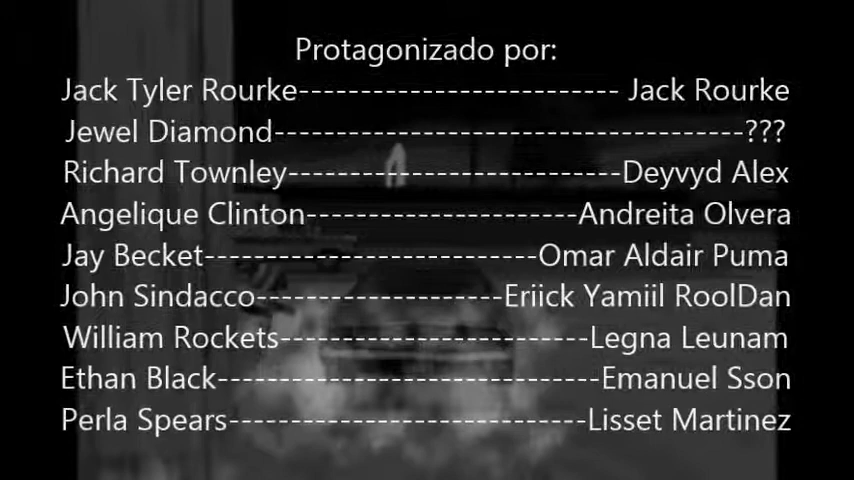 Protagonizado por:
Jack Tyler Rourke-------------------------- Jack Rourke
Jewel Diamond--------------------------------------???
Richard Townley---------------------------Deyvyd Alex
Angelique Clinton----------------------Andreita Olvera
Jay Becket---------------------------Omar Aldair Puma
John Sindacco--------------------Eriick Yamiil RoolDan
William Rockets-------------------------Legna Leunam
Ethan Black-------------------------------Emanuel Sson
Perla Spears-----------------------------Lisset Martinez